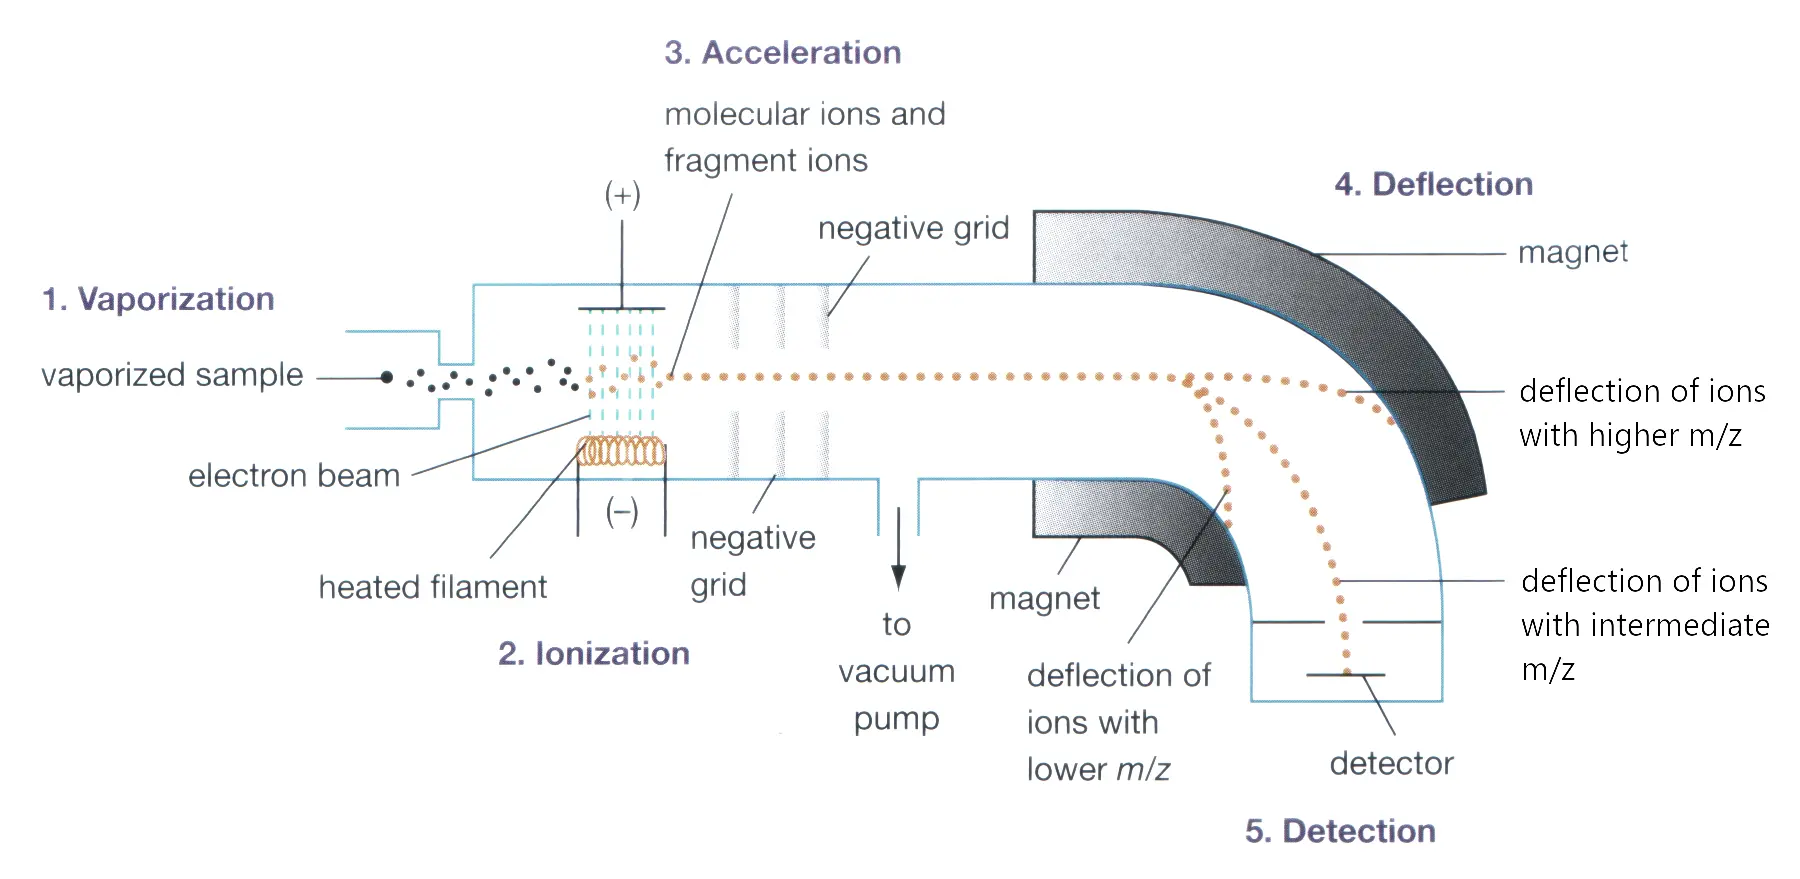 3. Acceleration
molecular ions and
fragment ions
(+)
negative grid
4. Deflection
magnet
1. Vaporization
vaporized sample
deflection of ions
with higher m/z
electron beam
(−)
negative
grid
heated filament
2. Ionization
to
vacuum
pump
magnet
deflection of
ions with
lower m/z
deflection of ions
with intermediate
m/z
detector
5. Detection